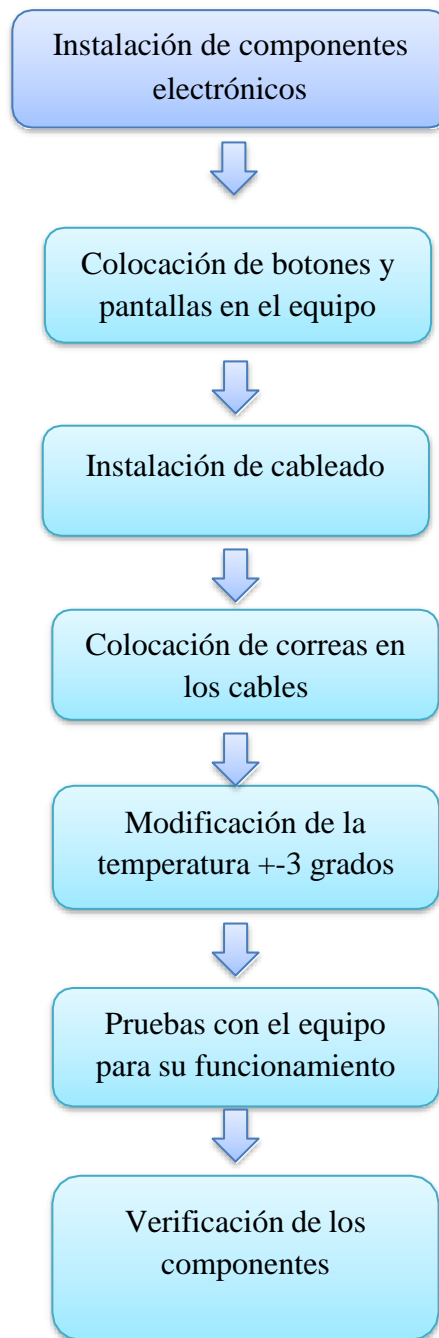 Instalación de componentes
electrónicos
Colocación de botones y
pantallas en el equipo
Instalación de cableado
Colocación de correas en
los cables
Modificación de la
temperatura +-3 grados
Pruebas con el equipo
para su funcionamiento
Verificación de los
componentes